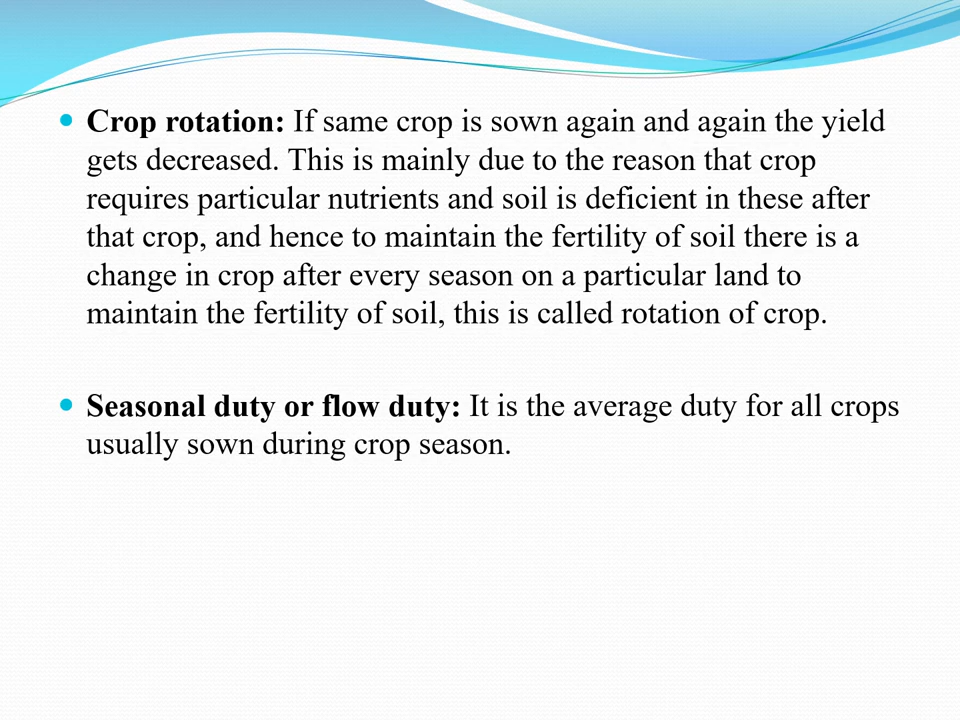 • Crop rotation: If same crop is sown again and again the yield
gets decreased. This is mainly due to the reason that crop
requires particular nutrients and soil is deficient in these after
that crop, and hence to maintain the fertility of soil there is a
change in crop after every season on a particular land to
maintain the fertility of soil, this is called rotation of crop.
• Seasonal duty or flow duty: It is the average duty for all crops
usually sown during crop season.